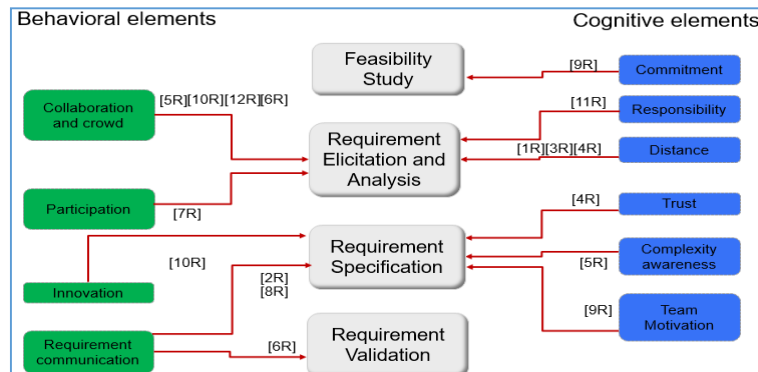 Behavioral elements
Cognitive elements
Feasibility
Study
[9R]
Commitment
[5R][10R][12R][6R]
Collaboration
and crowd
Requirement
Elicitation and
Analysis
[11R]
Responsibility
[1R][3R][4R]
Distance
Participation
[7R]
[4R]
Trust
Requirement
Specification
[10R]
[2R]
[8R]
Complexity
awareness
[5R]
Innovation
[9R]
Team
Motivation
Requirement
communication
[6R]
Requirement
Validation